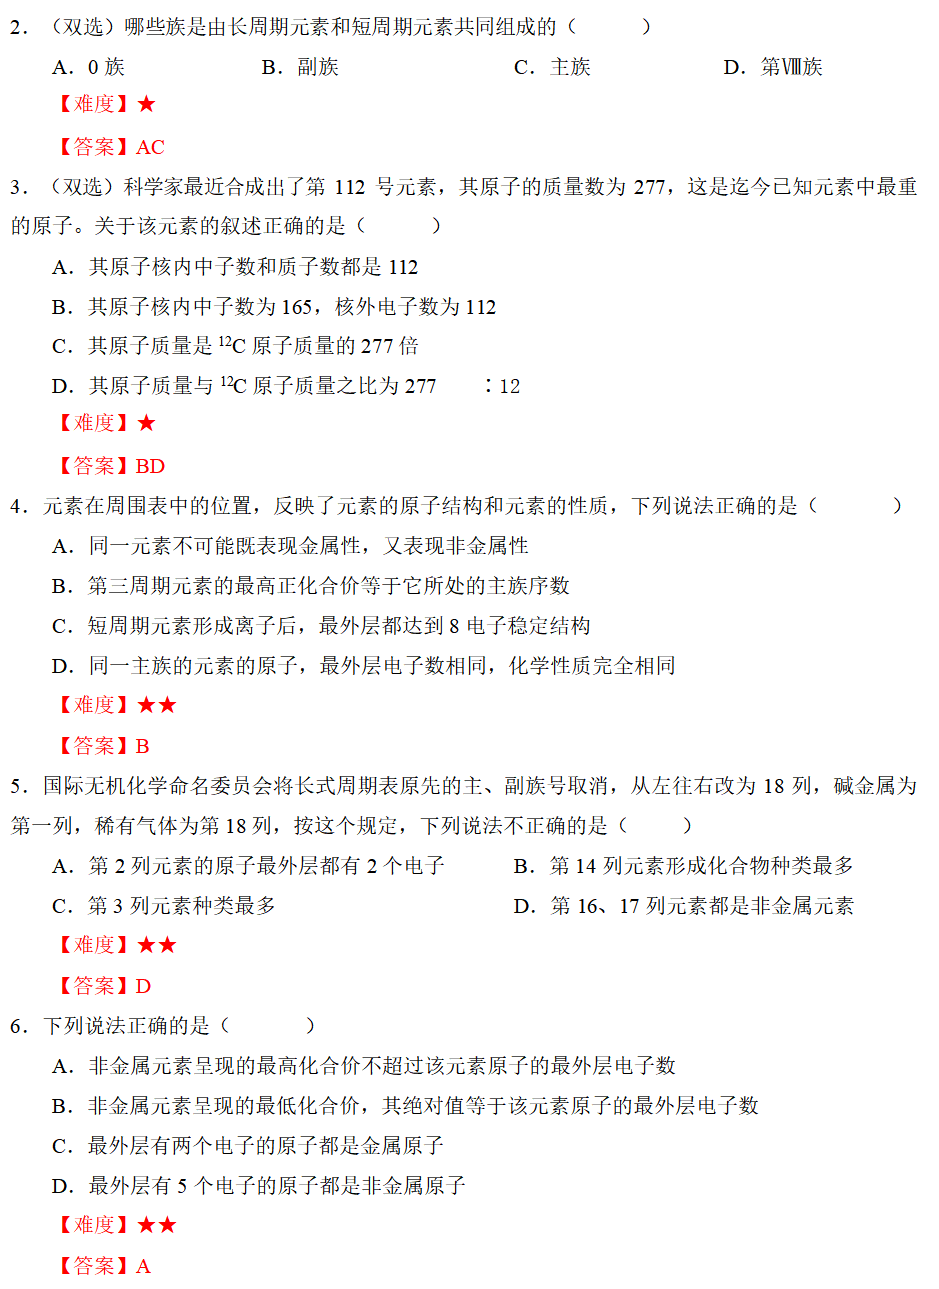 2．（双选）哪些族是由长周期元素和短周期元素共同组成的（　　）
A．0 族　　B．副族　　C．主族　　D．第Ⅷ族
【难度】★
【答案】AC
3．（双选）科学家最近合成出了第 112 号元素，其原子的质量数为 277，这是迄今已知元素中最重
的原子。关于该元素的叙述正确的是（　　）
A．其原子核内中子数和质子数都是 112
B．其原子核内中子数为 165，核外电子数为 112
C．其原子质量是 ¹²C 原子质量的 277 倍
D．其原子质量与 ¹²C 原子质量之比为 277　　∶12
【难度】★
【答案】BD
4．元素在周围表中的位置，反映了元素的原子结构和元素的性质，下列说法正确的是（　　）
A．同一元素不可能既表现金属性，又表现非金属性
B．第三周期元素的最高正化合价等于它所处的主族序数
C．短周期元素形成离子后，最外层都达到 8 电子稳定结构
D．同一主族的元素的原子，最外层电子数相同，化学性质完全相同
【难度】★★
【答案】B
5．国际无机化学命名委员会将长式周期表原先的主、副族号取消，从左往右改为 18 列，碱金属为
第一列，稀有气体为第 18 列，按这个规定，下列说法不正确的是（　　）
A．第 2 列元素的原子最外层都有 2 个电子　　B．第 14 列元素形成化合物种类最多
C．第 3 列元素种类最多　　D．第 16、17 列元素都是非金属元素
【难度】★★
【答案】D
6．下列说法正确的是（　　）
A．非金属元素呈现的最高化合价不超过该元素原子的最外层电子数
B．非金属元素呈现的最低化合价，其绝对值等于该元素原子的最外层电子数
C．最外层有两个电子的原子都是金属原子
D．最外层有 5 个电子的原子都是非金属原子
【难度】★★
【答案】A